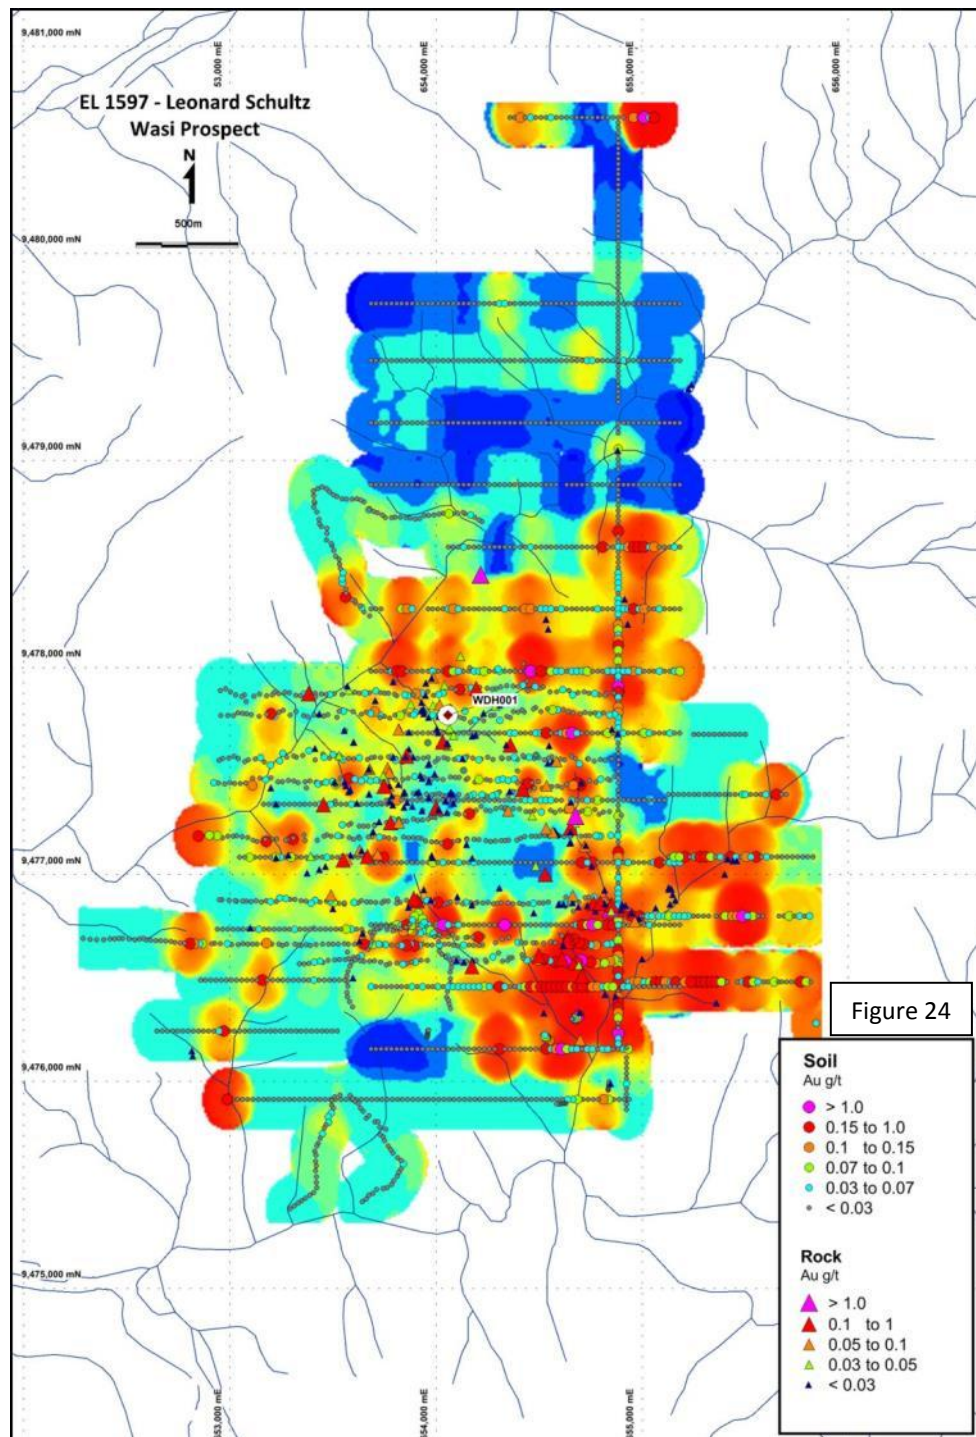 9,481,000 mN
53,000 mE
654,000 mE
655,000 mE
656,000 mE
EL 1597 - Leonard Schultz
Wasi Prospect
N
500m
9,480,000 mN
9,479,000 mN
9,478,000 mN
WDH001
9,477,000 mN
Figure 24
9,476,000 mN
Soil
Au g/t
> 1.0
0.15 to 1.0
0.1 to 0.15
0.07 to 0.1
0.03 to 0.07
< 0.03
Rock
Au g/t
> 1.0
0.1 to 1
0.05 to 0.1
0.03 to 0.05
< 0.03
9,475,000 mN
653,000 mE
654,000 mE
655,000 mE